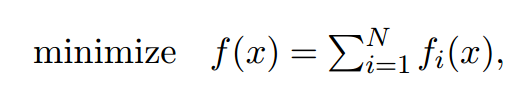 minimize f(x) = ∑_{i=1}^{N} f_i(x),